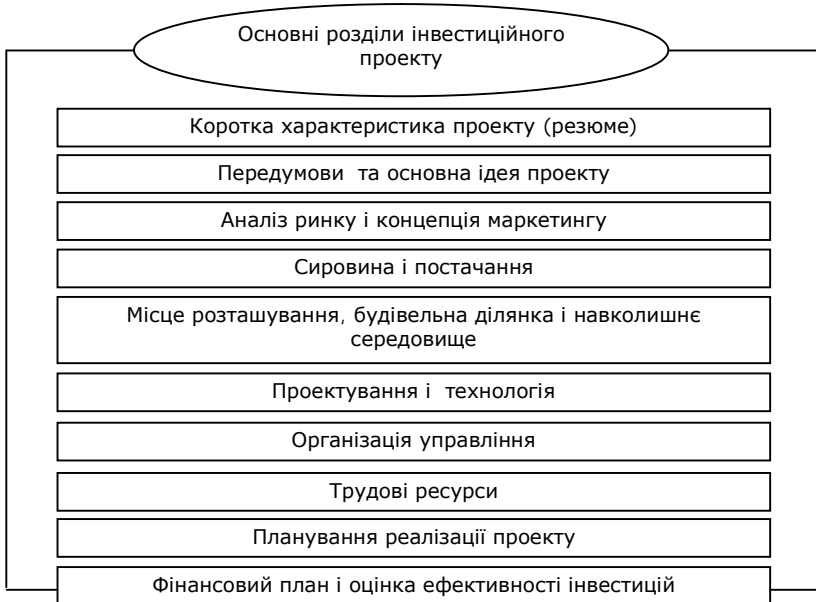 Основні розділи інвестиційного
проекту
Коротка характеристика проекту (резюме)
Передумови та основна ідея проекту
Аналіз ринку і концепція маркетингу
Сировина і постачання
Місце розташування, будівельна ділянка і навколишнє
середовище
Проектування і технологія
Організація управління
Трудові ресурси
Планування реалізації проекту
Фінансовий план і оцінка ефективності інвестицій